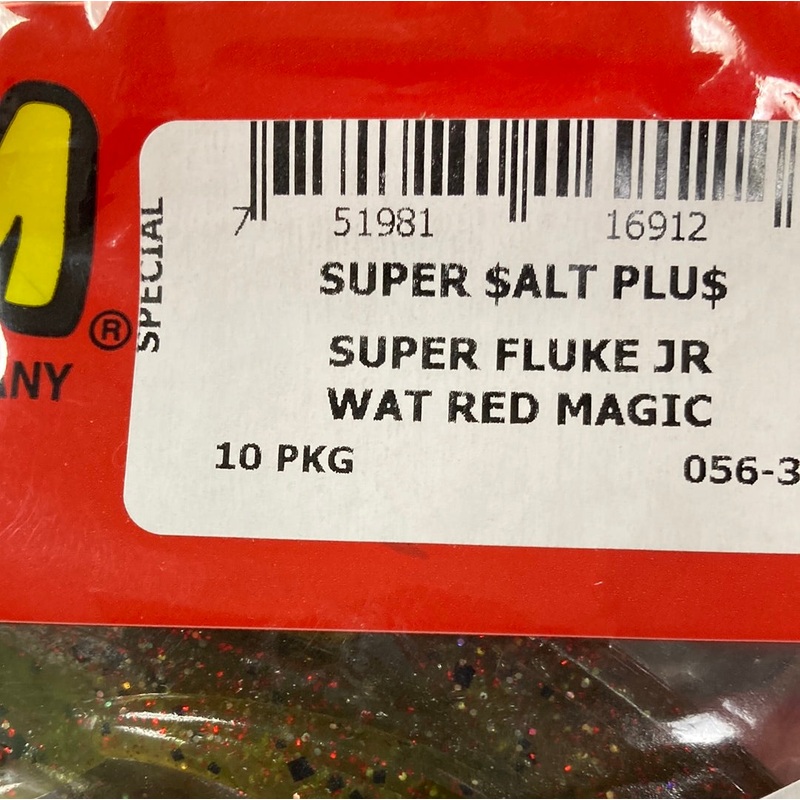 M
®
ANY
SPECIAL
7 51981 16912
SUPER $ALT PLU$
SUPER FLUKE JR
WAT RED MAGIC
10 PKG 056-3